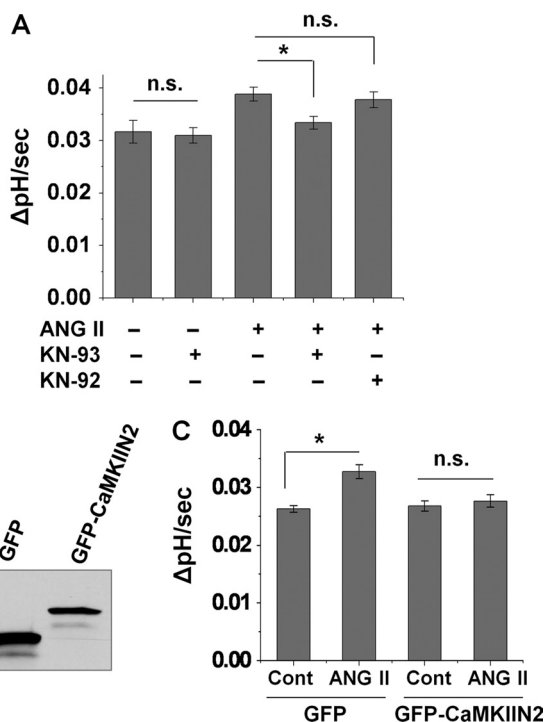 A
n.s.
*
n.s.
0.04
0.03
0.02
0.01
0.00
ΔpH/sec
ANG II – – + + +
KN-93 – + – + –
KN-92 – – – – +
GFP
GFP-CaMKIIN2
C
*
n.s.
0.04
0.03
0.02
0.01
0.00
ΔpH/sec
Cont ANG II Cont ANG II
GFP GFP-CaMKIIN2